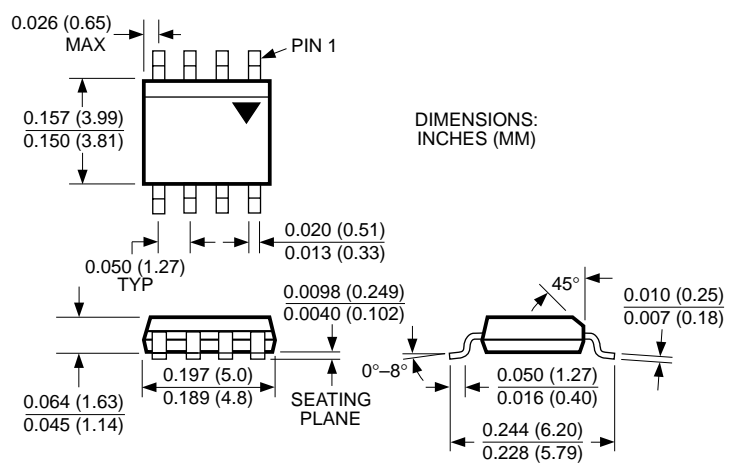 0.026 (0.65)
MAX
PIN 1
0.157 (3.99)
0.150 (3.81)
DIMENSIONS:
INCHES (MM)
0.020 (0.51)
0.013 (0.33)
0.050 (1.27)
TYP
0.0098 (0.249)
0.0040 (0.102)
45°
0.010 (0.25)
0.007 (0.18)
0°–8°
0.197 (5.0)
0.189 (4.8)
SEATING
PLANE
0.050 (1.27)
0.016 (0.40)
0.064 (1.63)
0.045 (1.14)
0.244 (6.20)
0.228 (5.79)